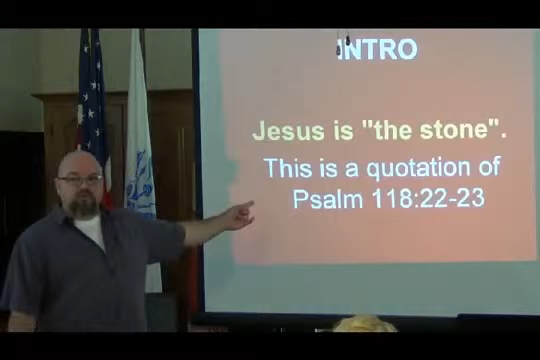 INTRO
Jesus is "the stone".
This is a quotation of
Psalm 118:22-23